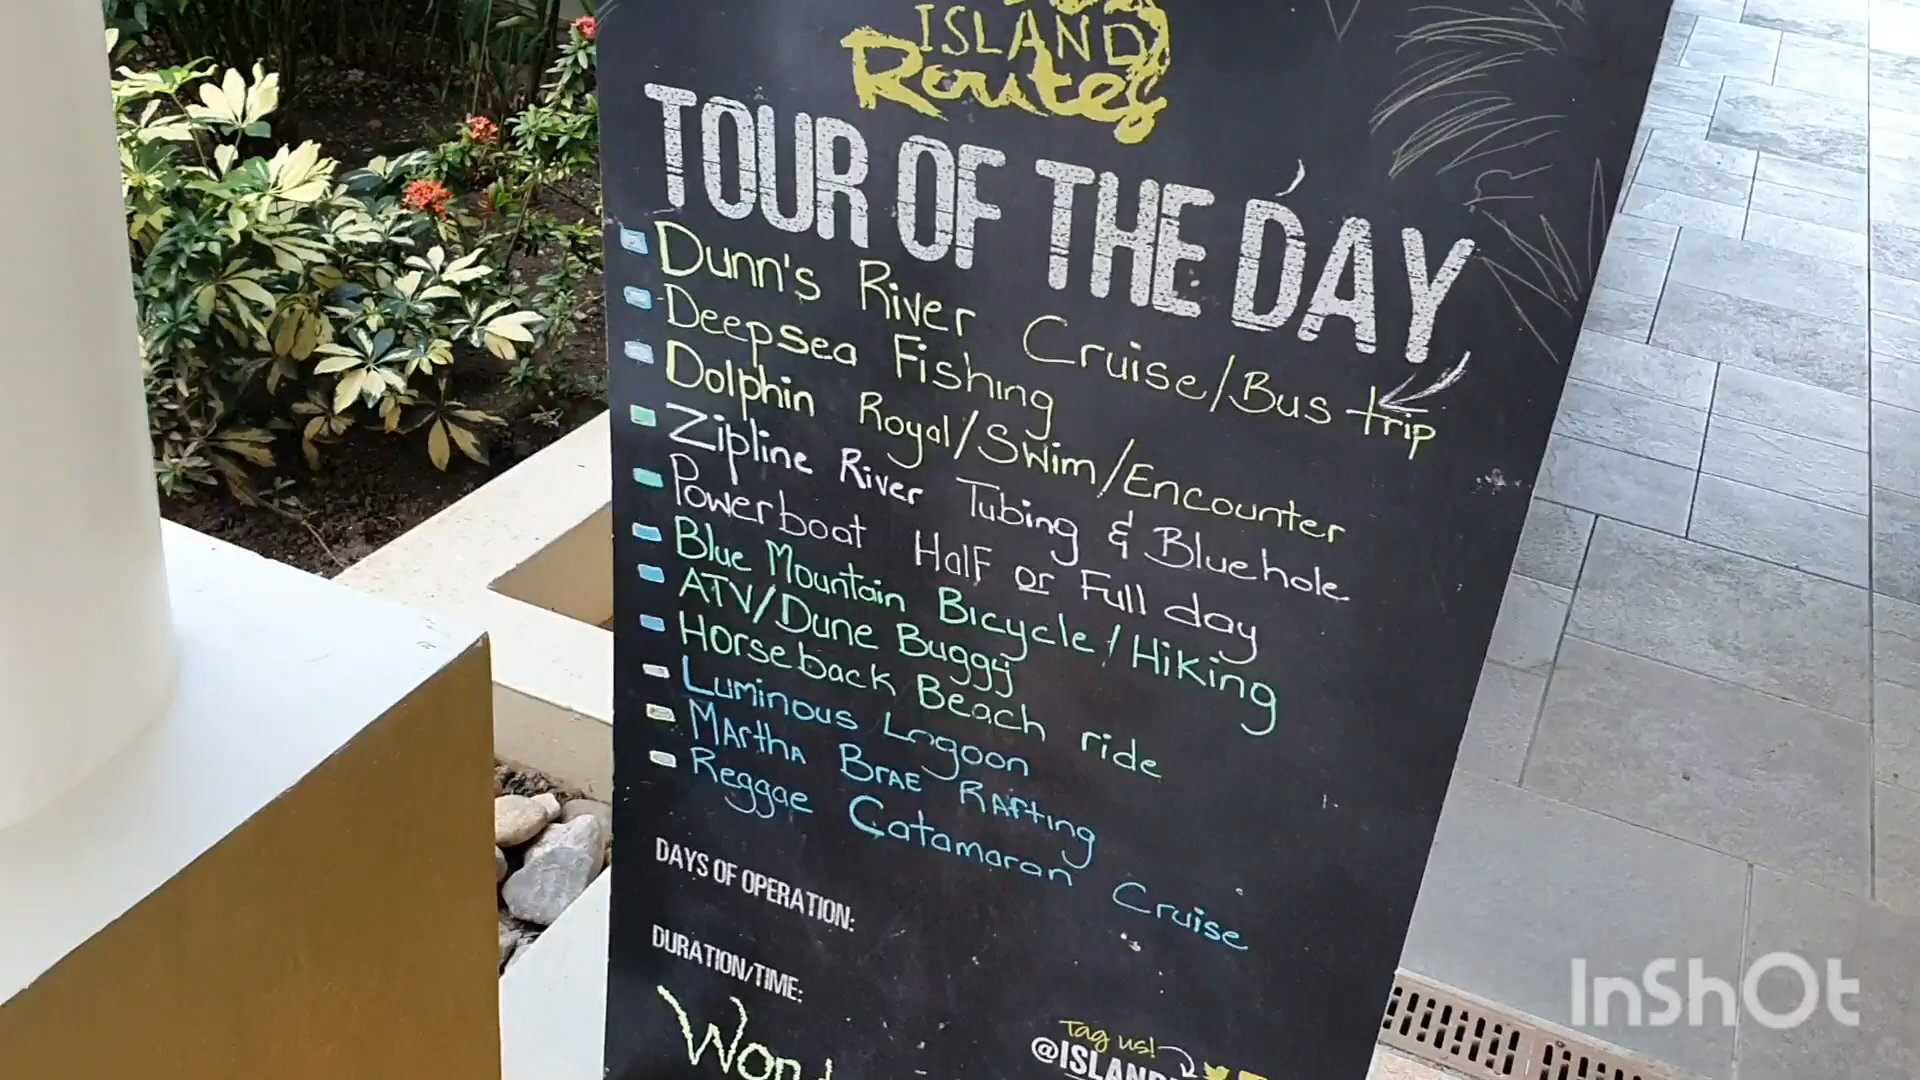 ISLAND
Routes
TOUR OF THE DAY
Dunn's River Cruise/Bus trip
Deepsea Fishing
Dolphin Royal/Swim/Encounter
Zipline River Tubing & Bluehole
Powerboat Half or Full day
Blue Mountain Bicycle/Hiking
ATV/Dune Buggy
Horseback Beach ride
Luminous Lagoon
MArthA BrAE RAfting
Reggae Catamaran Cruise
DAYS OF OPERATION:
DURATION/TIME:
Tag us!
InShOt